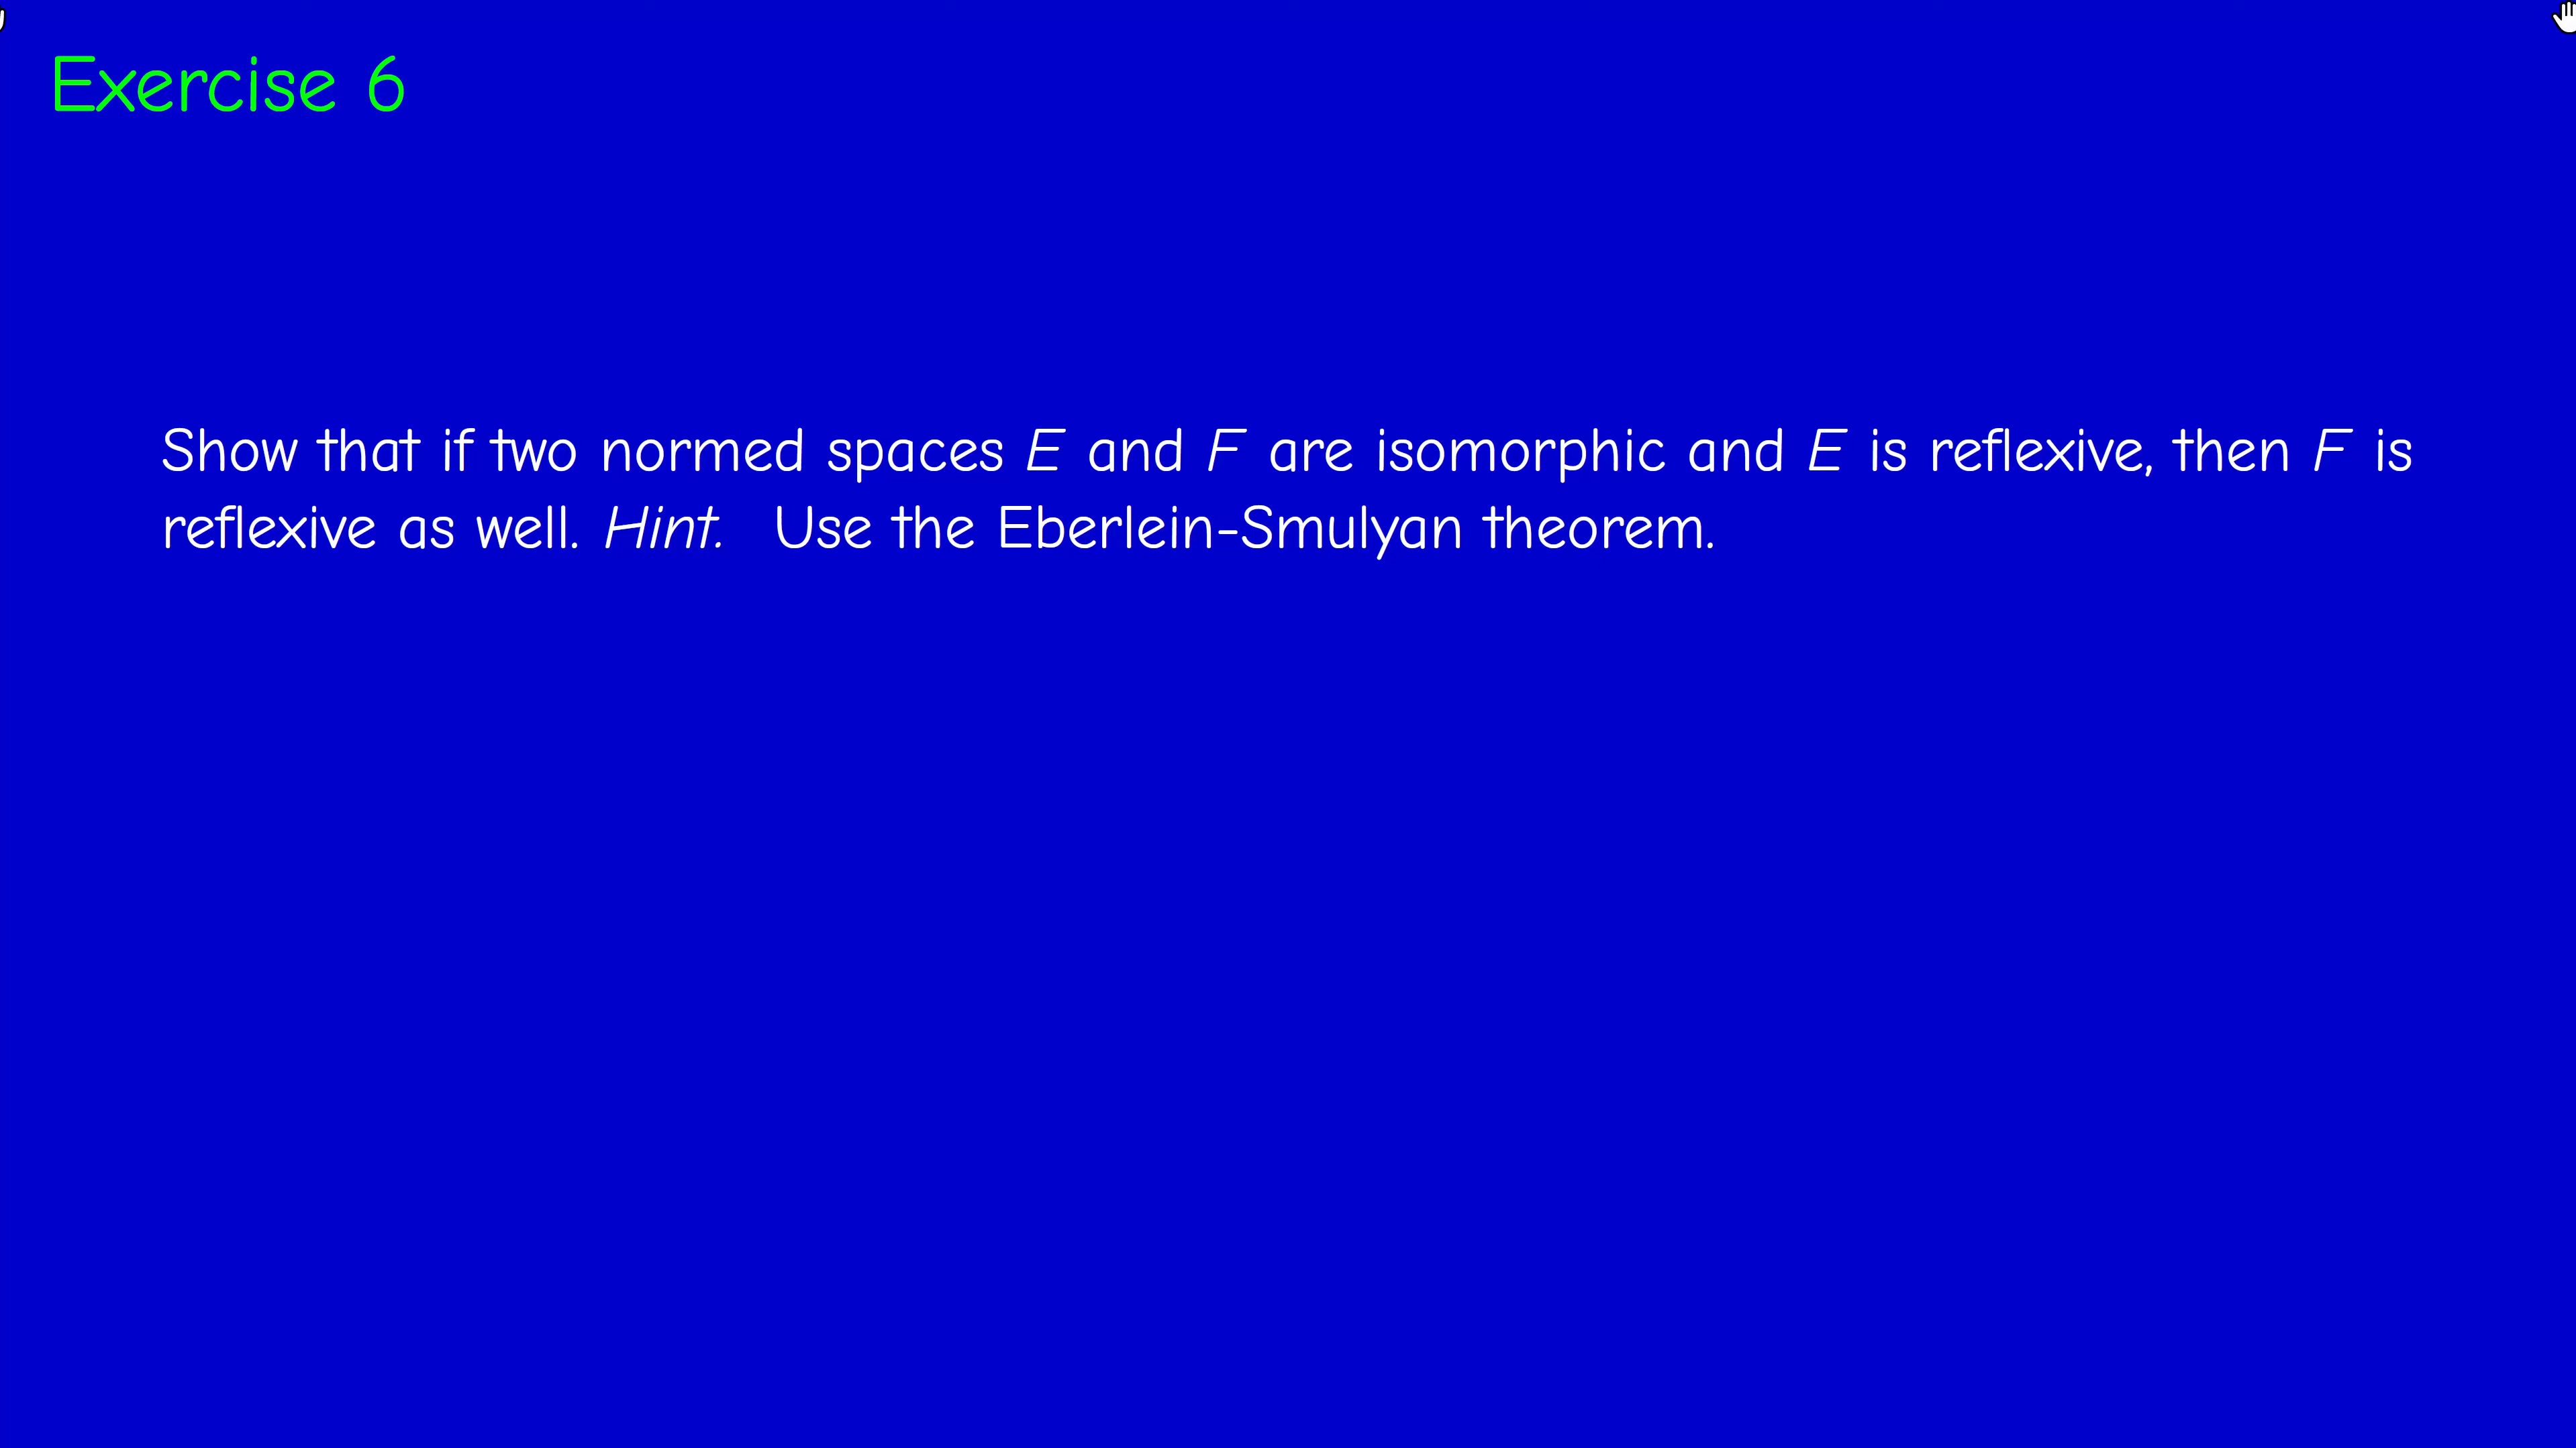 Exercise 6
Show that if two normed spaces E and F are isomorphic and E is reflexive, then F is
reflexive as well. Hint. Use the Eberlein-Smulyan theorem.